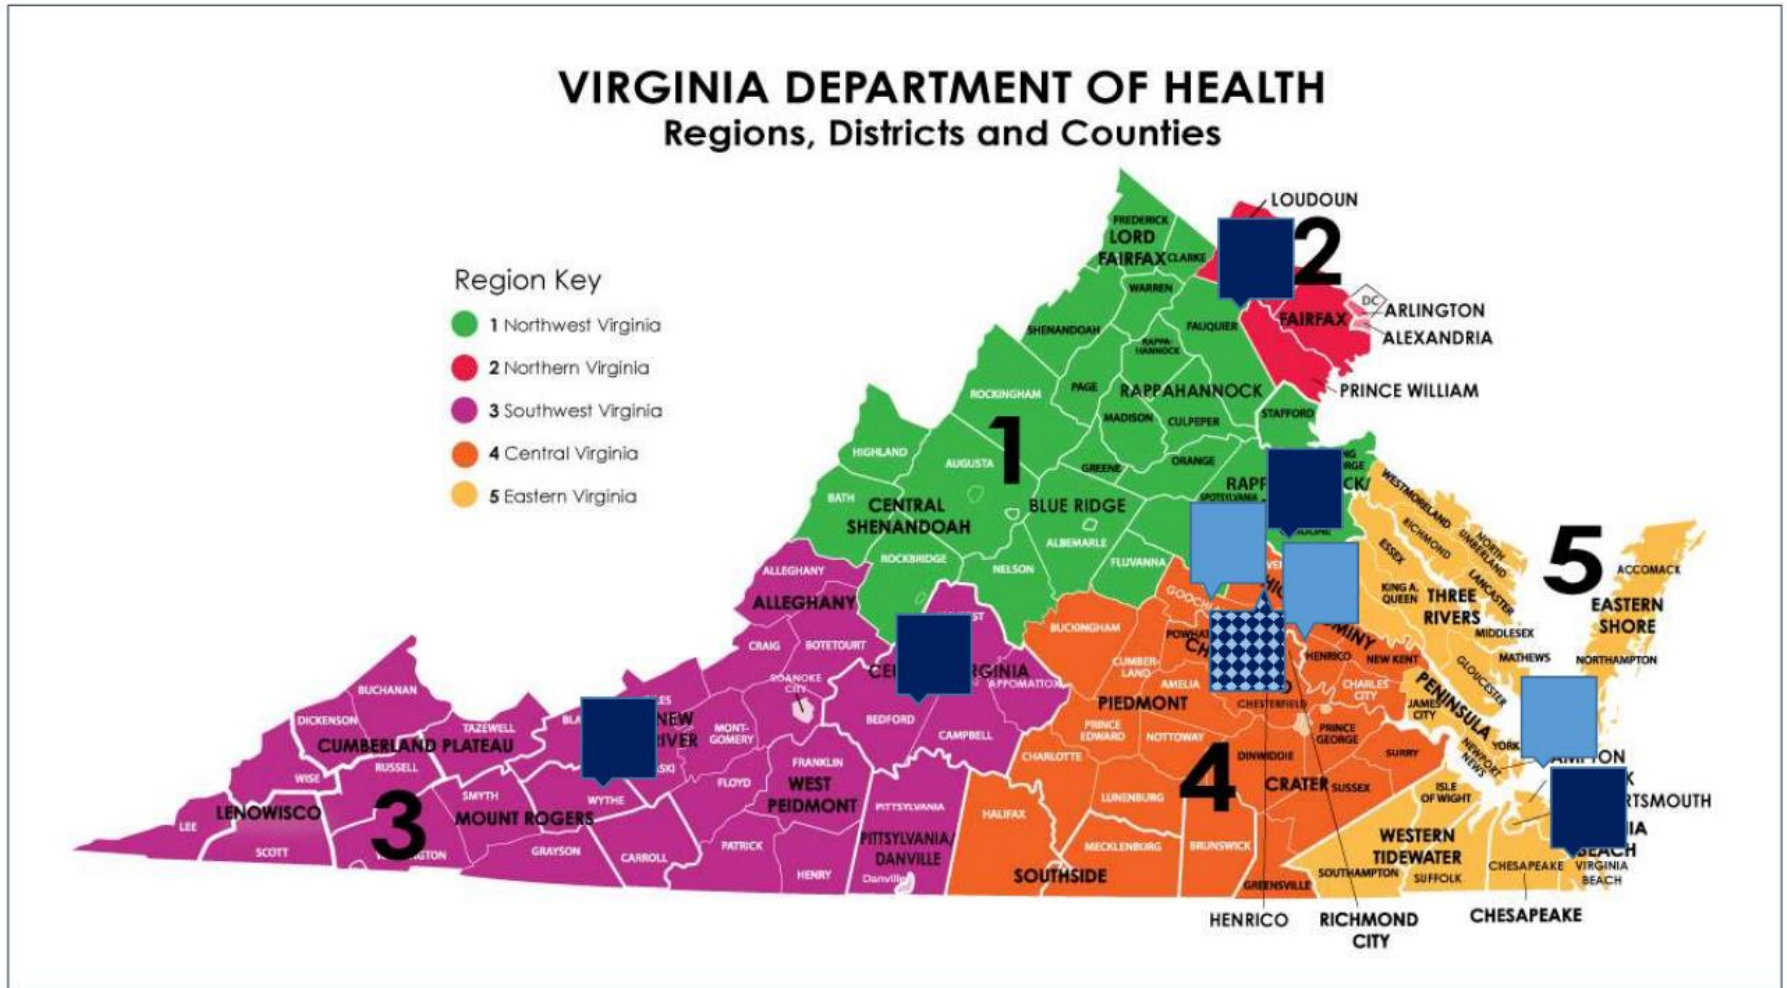 VIRGINIA DEPARTMENT OF HEALTH
Regions, Districts and Counties
Region Key
1 Northwest Virginia
2 Northern Virginia
3 Southwest Virginia
4 Central Virginia
5 Eastern Virginia
LOUDOUN
2
FREDERICK
LORD
FAIRFAX
CLARKE
WARREN
DC
ARLINGTON
FAIRFAX
ALEXANDRIA
SHENANDOAH
FAUQUIER
RAPPA-
HANNOCK
PRINCE WILLIAM
ROCKINGHAM
PAGE
RAPPAHANNOCK
STAFFORD
MADISON
CULPEPER
1
HIGHLAND
AUGUSTA
GREENE
ORANGE
BATH
CENTRAL
SHENANDOAH
BLUE RIDGE
SPOTSYLVANIA
WESTMORELAND
RICHMOND
NORTH
UMBERLAND
5
ALBEMARLE
ESSEX
ROCKBRIDGE
NELSON
FLUVANNA
LANCASTER
ACCOMACK
ALLEGHANY
ALLEGHANY
KING A.
QUEEN
THREE
RIVERS
EASTERN
SHORE
BUCKINGHAM
MIDDLESEX
CRAIG
BOTETOURT
HENRICO
NEW KENT
MATHEWS
NORTHAMPTON
CUMBER-
LAND
AMELIA
CHARLES
CITY
GLOUCESTER
ROANOKE
CITY
APPOMATTOX
PIEDMONT
CHESTERFIELD
JAMES
CITY
PENINSULA
BUCHANAN
DICKENSON
TAZEWELL
NEW
RIVER
MONT-
GOMERY
BEDFORD
CAMPBELL
PRINCE
EDWARD
NOTTOWAY
PRINCE
GEORGE
YORK
NEWPORT
NEWS
CUMBERLAND PLATEAU
CHARLOTTE
DINWIDDIE
SURRY
WISE
RUSSELL
FLOYD
FRANKLIN
WEST
PEIDMONT
4
CRATER
SUSSEX
ISLE
OF WIGHT
LENOWISCO
3
SMYTH
WYTHE
MOUNT ROGERS
PITTSYLVANIA
HALIFAX
LUNENBURG
LEE
SCOTT
GRAYSON
CARROLL
PATRICK
HENRY
PITTSYLVANIA/
DANVILLE
Danville
MECKLENBURG
BRUNSWICK
WESTERN
TIDEWATER
SOUTHSIDE
GREENSVILLE
SOUTHAMPTON
SUFFOLK
CHESAPEAKE
BEACH
VIRGINIA
BEACH
HENRICO
RICHMOND
CITY
CHESAPEAKE